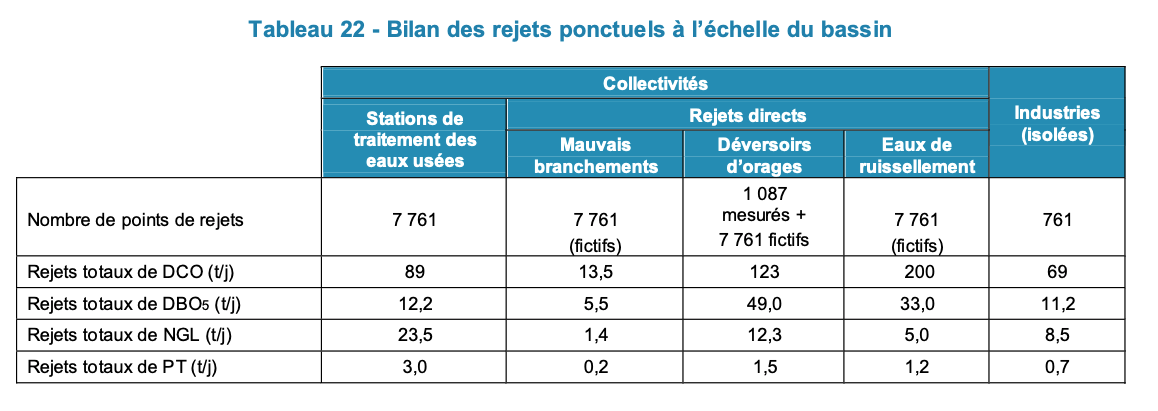 Tableau 22 - Bilan des rejets ponctuels à l'échelle du bassin
Collectivités
Industries
(isolées)
Stations de
traitement des
eaux usées
Rejets directs
Mauvais
branchements
Déversoirs
d'orages
Eaux de
ruissellement
Nombre de points de rejets
7 761
7 761
(fictifs)
1 087
mesurés +
7 761 fictifs
7 761
(fictifs)
761
Rejets totaux de DCO (t/j) 89 13,5 123 200 69
Rejets totaux de DBO5 (t/j) 12,2 5,5 49,0 33,0 11,2
Rejets totaux de NGL (t/j) 23,5 1,4 12,3 5,0 8,5
Rejets totaux de PT (t/j) 3,0 0,2 1,5 1,2 0,7